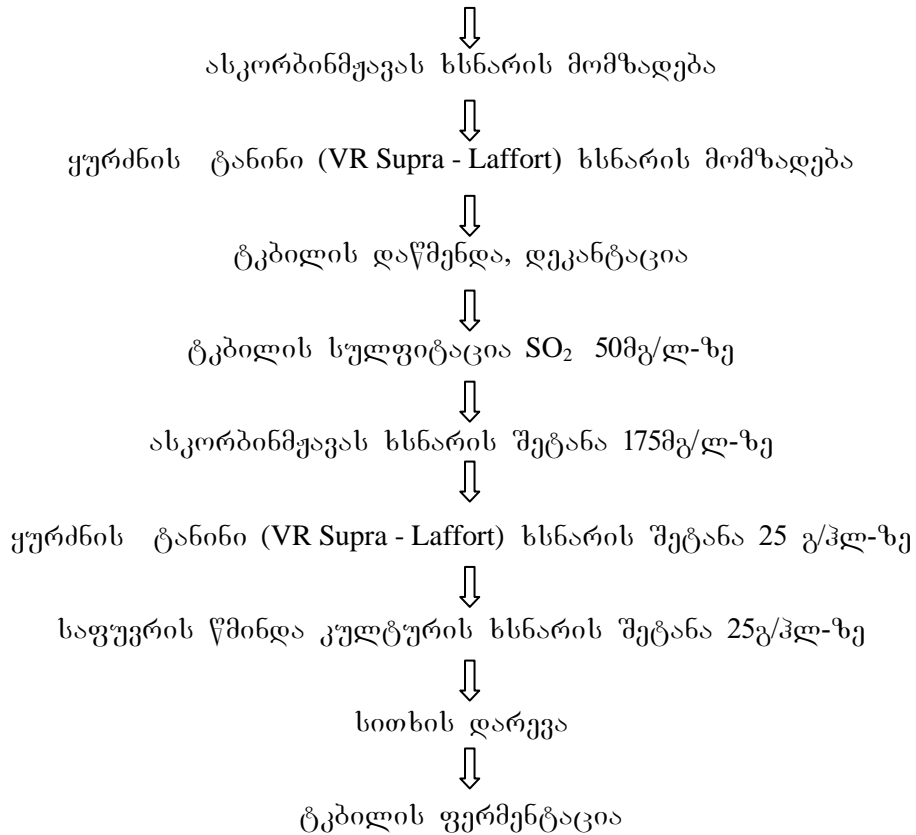 ასკორბინმჟავას ხსნარის მომზადება
ყურძნის ტანინი (VR Supra - Laffort) ხსნარის მომზადება
ტკბილის დაწმენდა, დეკანტაცია
ტკბილის სულფიტაცია SO₂ 50მგ/ლ-ზე
ასკორბინმჟავას ხსნარის შეტანა 175მგ/ლ-ზე
ყურძნის ტანინი (VR Supra - Laffort) ხსნარის შეტანა 25 გ/ჰლ-ზე
საფუვრის წმინდა კულტურის ხსნარის შეტანა 25გ/ჰლ-ზე
სითხის დარევა
ტკბილის ფერმენტაცია